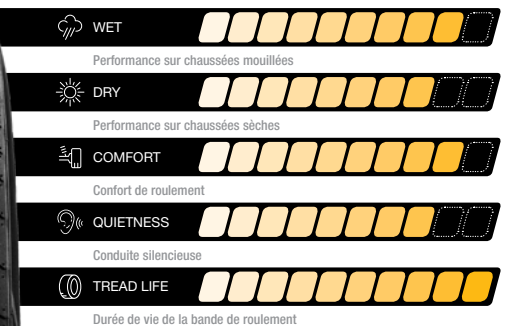 WET
Performance sur chaussées mouillées
DRY
Performance sur chaussées sèches
COMFORT
Confort de roulement
QUIETNESS
Conduite silencieuse
TREAD LIFE
Durée de vie de la bande de roulement